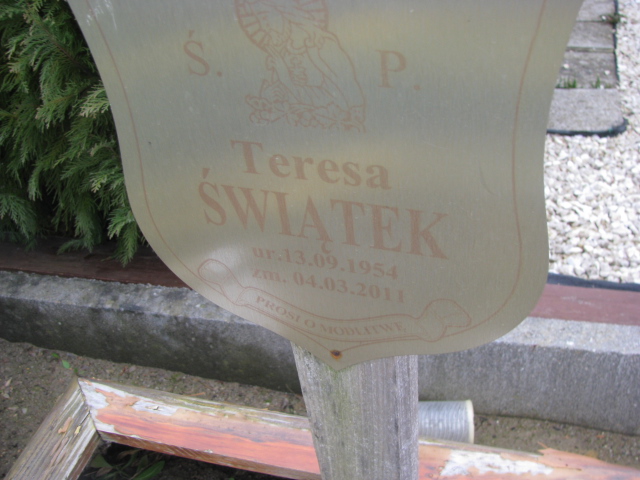 Ś. P.
Teresa
ŚWIĄTEK
ur.13.09.1954
zm. 04.03.2011
PROSI O MODLITWĘ